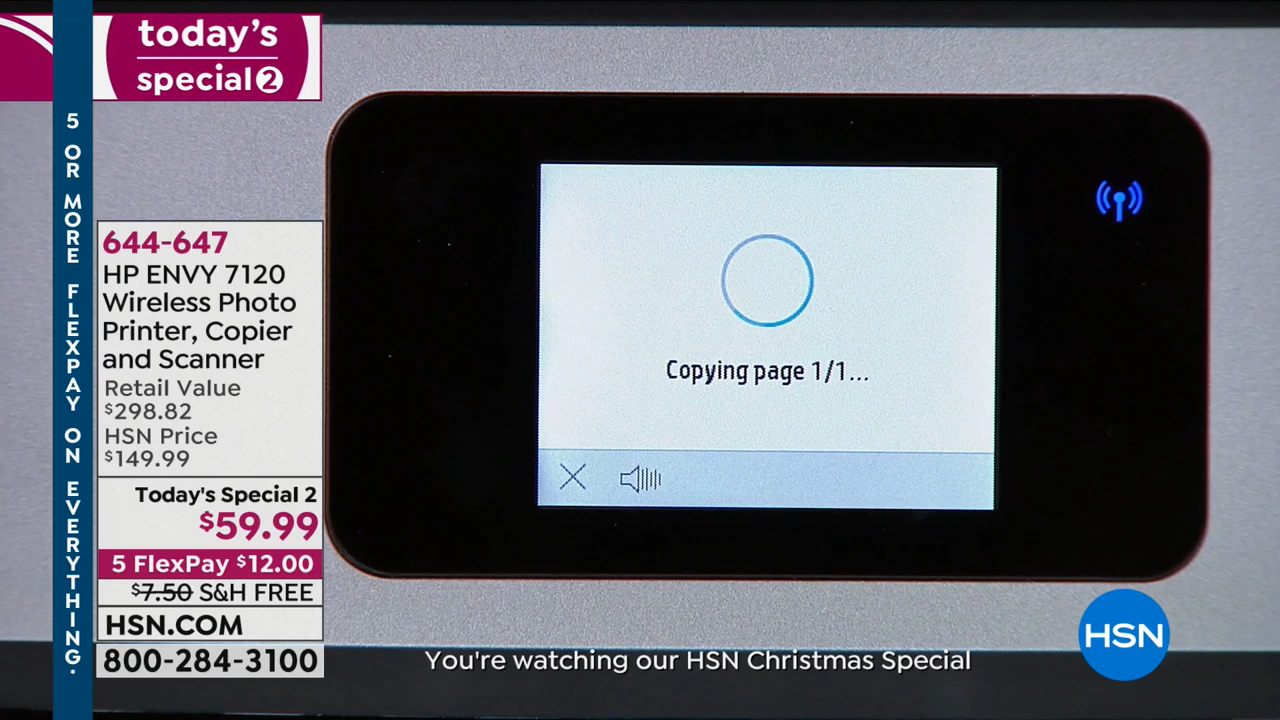 today's
special2
5 OR MORE FLEXPAY ON EVERYTHING.
644-647
HP ENVY 7120
Wireless Photo
Printer, Copier
and Scanner
Retail Value
$298.82
HSN Price
$149.99
Today's Special 2
$59.99
5 FlexPay $12.00
$7.50 S&H FREE
HSN.COM
800-284-3100
Copying page 1/1...
You're watching our HSN Christmas Special
HSN